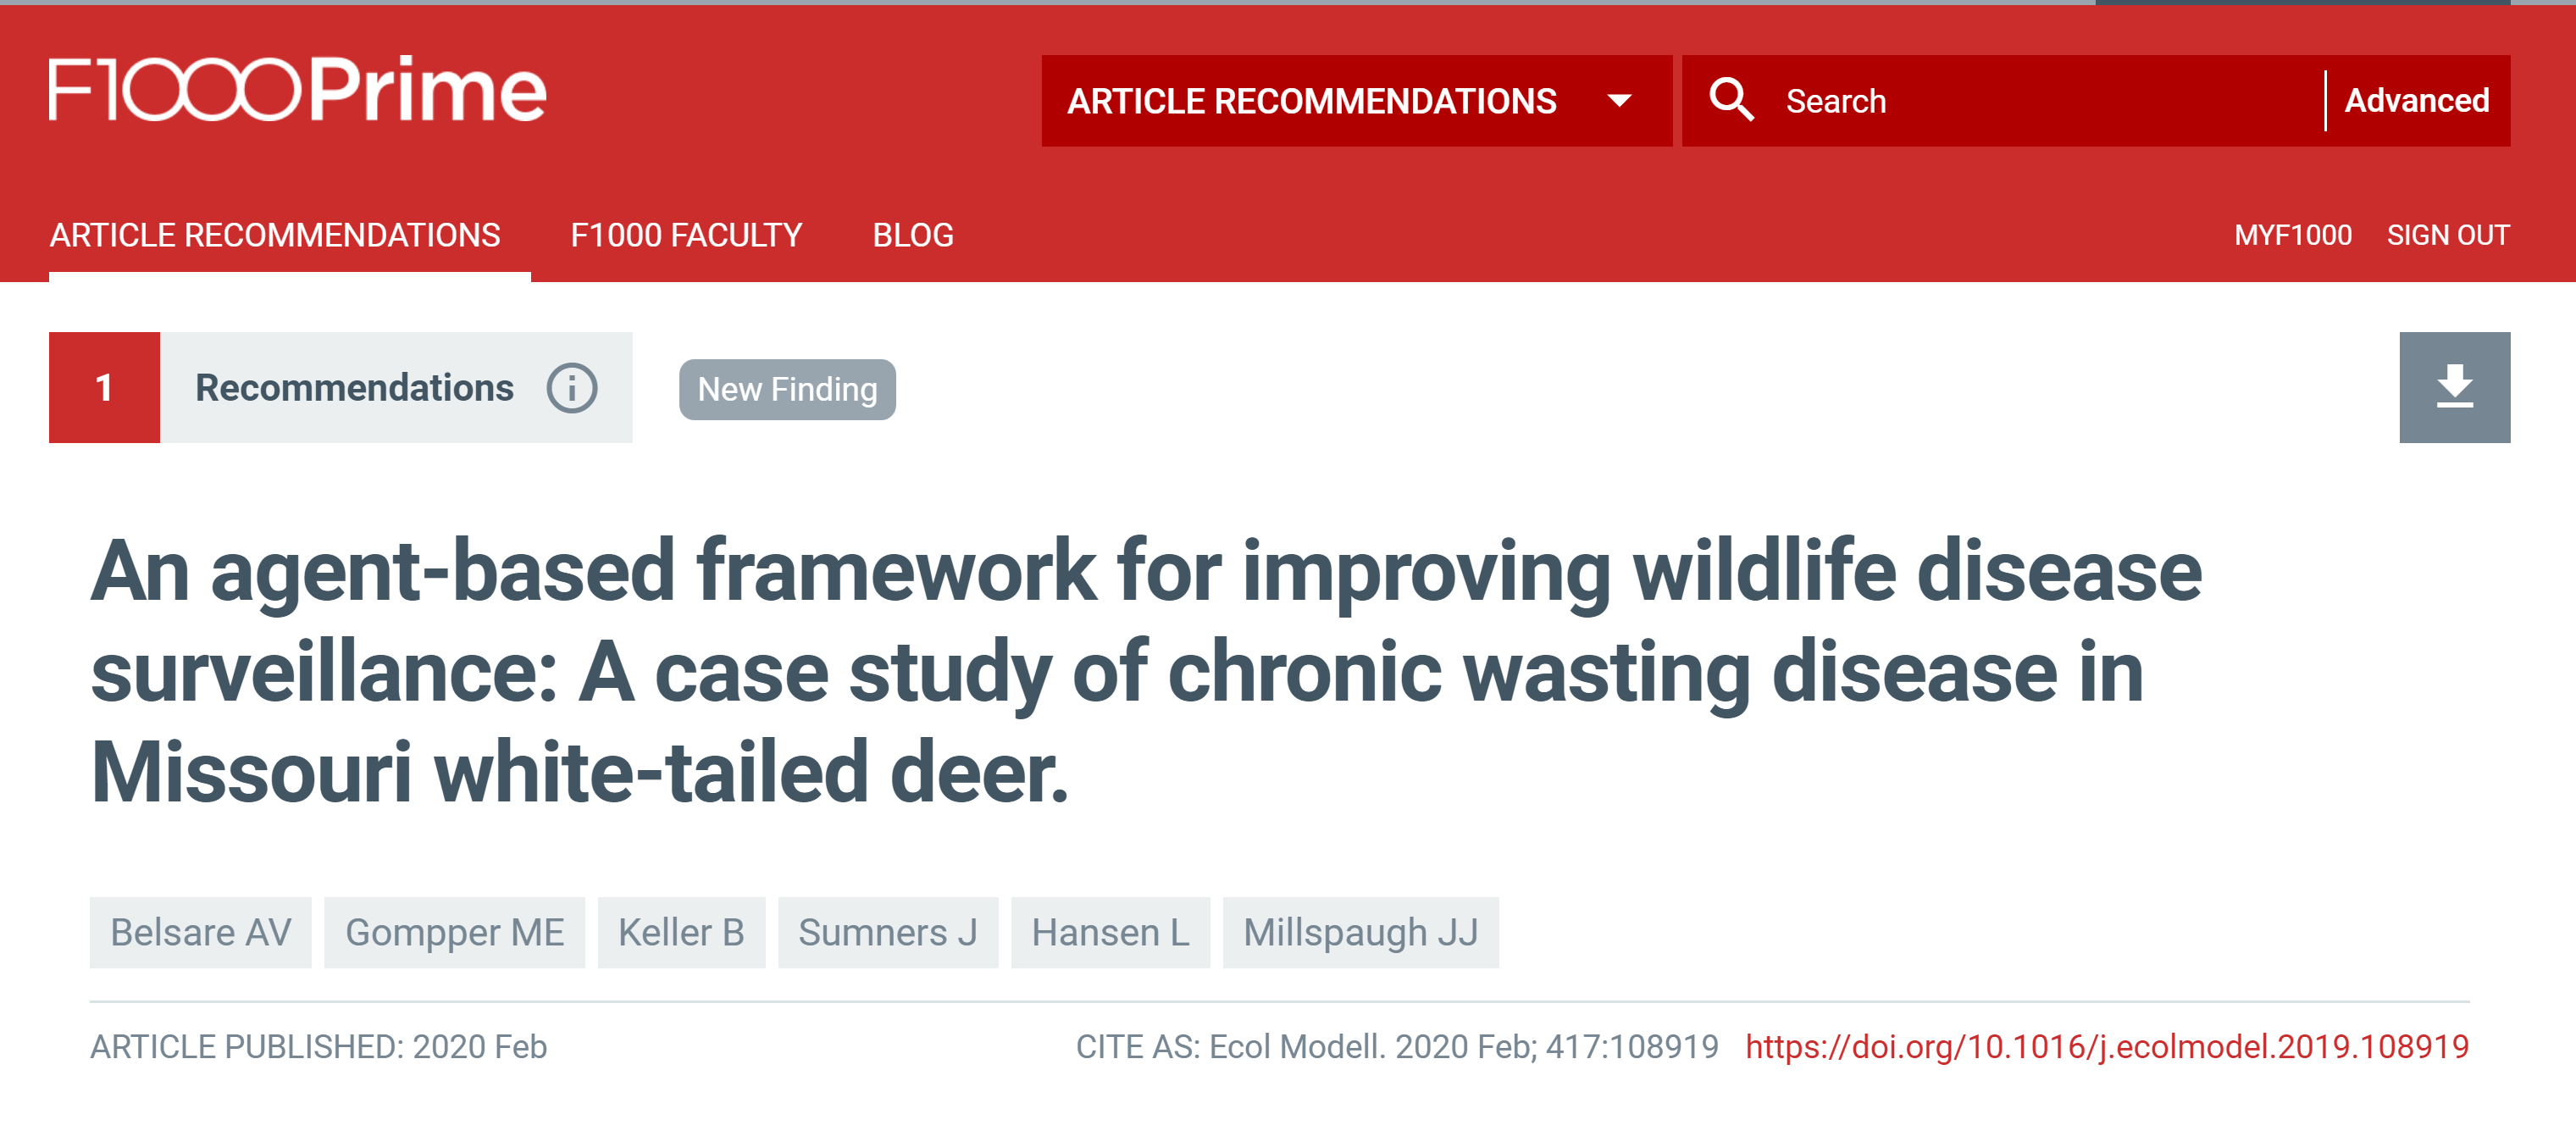 F1000Prime
ARTICLE RECOMMENDATIONS
Search
Advanced
ARTICLE RECOMMENDATIONS
F1000 FACULTY
BLOG
MYF1000
SIGN OUT
1
Recommendations
New Finding
An agent-based framework for improving wildlife disease
surveillance: A case study of chronic wasting disease in
Missouri white-tailed deer.
Belsare AV
Gompper ME
Keller B
Sumners J
Hansen L
Millspaugh JJ
ARTICLE PUBLISHED: 2020 Feb
CITE AS: Ecol Modell. 2020 Feb; 417:108919
https://doi.org/10.1016/j.ecolmodel.2019.108919